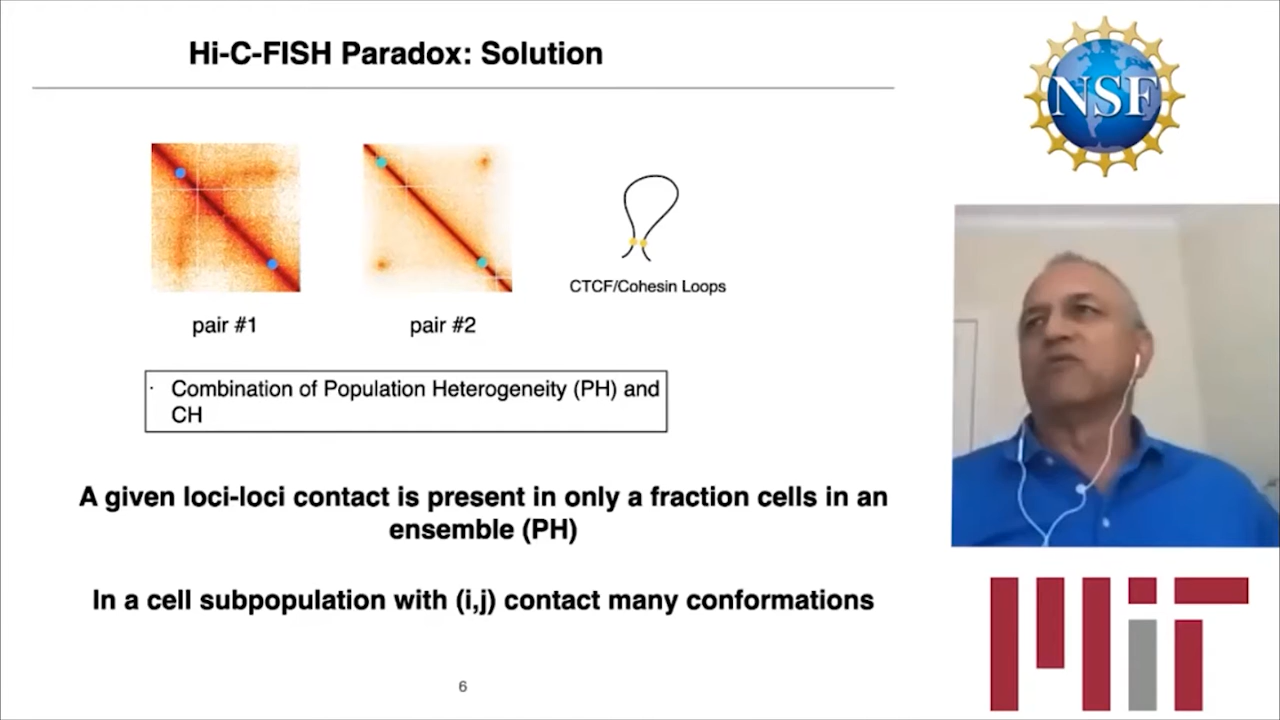 Hi-C-FISH Paradox: Solution
NSF
CTCF/Cohesin Loops
pair #1
pair #2
· Combination of Population Heterogeneity (PH) and
CH
A given loci-loci contact is present in only a fraction cells in an
ensemble (PH)
In a cell subpopulation with (i,j) contact many conformations
MIT
6